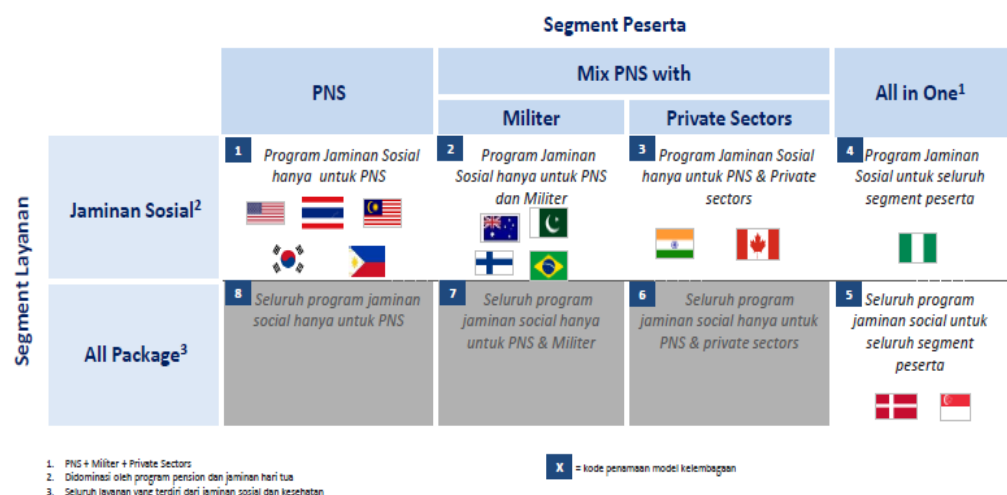 Segment Peserta
PNS
Mix PNS with
All in One1
Militer
Private Sectors
Segment Layanan
Jaminan Sosial2
1
Program Jaminan Sosial
hanya untuk PNS
2
Program Jaminan
Sosial hanya untuk PNS
dan Militer
3
Program Jaminan Sosial
hanya untuk PNS & Private
sectors
4
Program Jaminan
Sosial untuk seluruh
segment peserta
All Package3
8
Seluruh program jaminan
social hanya untuk PNS
7
Seluruh program
jaminan social hanya
untuk PNS & Militer
6
Seluruh program
jaminan social hanya untuk
PNS & private sectors
5
Seluruh program
jaminan social untuk
seluruh segment
peserta
1. PNS + Militer + Private Sectors
2. Didominasi oleh program pension dan jaminan hari tua
3. Seluruh layanan yang terdiri dari jaminan sosial dan kesehatan
X = kode penamaan model kelembagaan